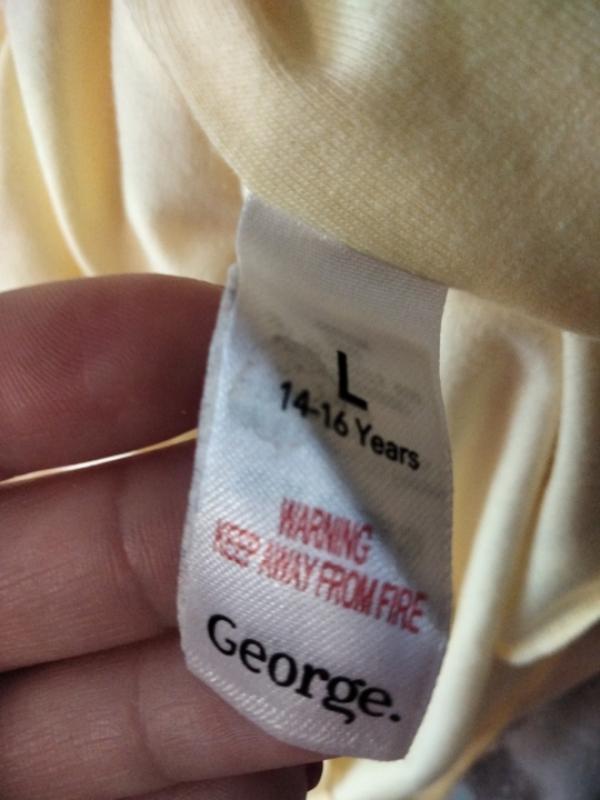 L
14-16 Years
WARNING
KEEP AWAY FROM FIRE
George.